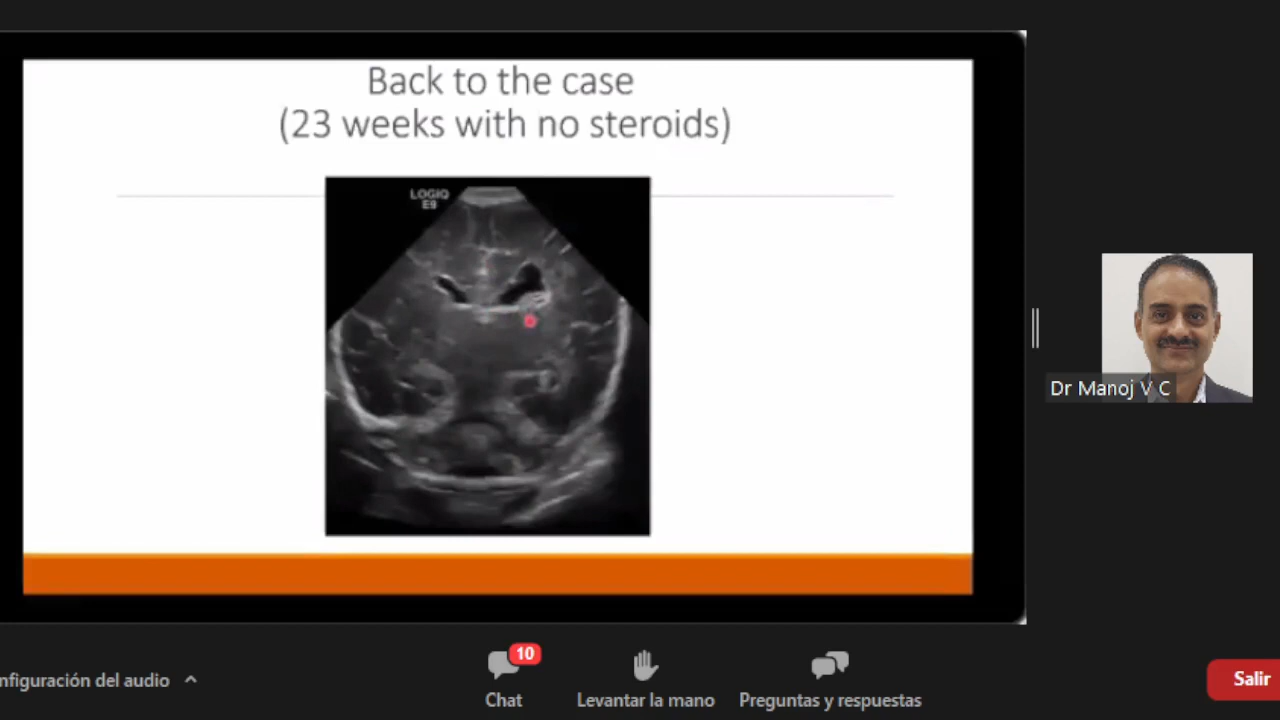 Back to the case
(23 weeks with no steroids)
LOGIQ
E9
Dr Manoj V C
nfiguración del audio
10
Chat
Levantar la mano
Preguntas y respuestas
Salir